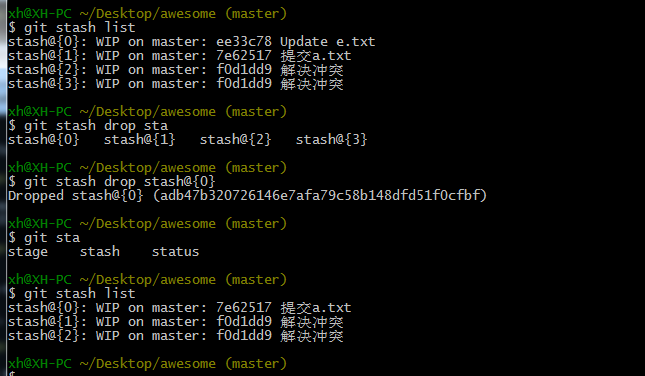 xh@XH-PC ~/Desktop/awesome (master)
$ git stash list
stash@{0}: WIP on master: ee33c78 Update e.txt
stash@{1}: WIP on master: 7e62517 提交a.txt
stash@{2}: WIP on master: f0d1dd9 解决冲突
stash@{3}: WIP on master: f0d1dd9 解决冲突
xh@XH-PC ~/Desktop/awesome (master)
$ git stash drop sta
stash@{0}   stash@{1}   stash@{2}   stash@{3}
xh@XH-PC ~/Desktop/awesome (master)
$ git stash drop stash@{0}
Dropped stash@{0} (adb47b320726146e7afa79c58b148dfd51f0cfbf)
xh@XH-PC ~/Desktop/awesome (master)
$ git sta
stage    stash    status
xh@XH-PC ~/Desktop/awesome (master)
$ git stash list
stash@{0}: WIP on master: 7e62517 提交a.txt
stash@{1}: WIP on master: f0d1dd9 解决冲突
stash@{2}: WIP on master: f0d1dd9 解决冲突
xh@XH-PC ~/Desktop/awesome (master)
$